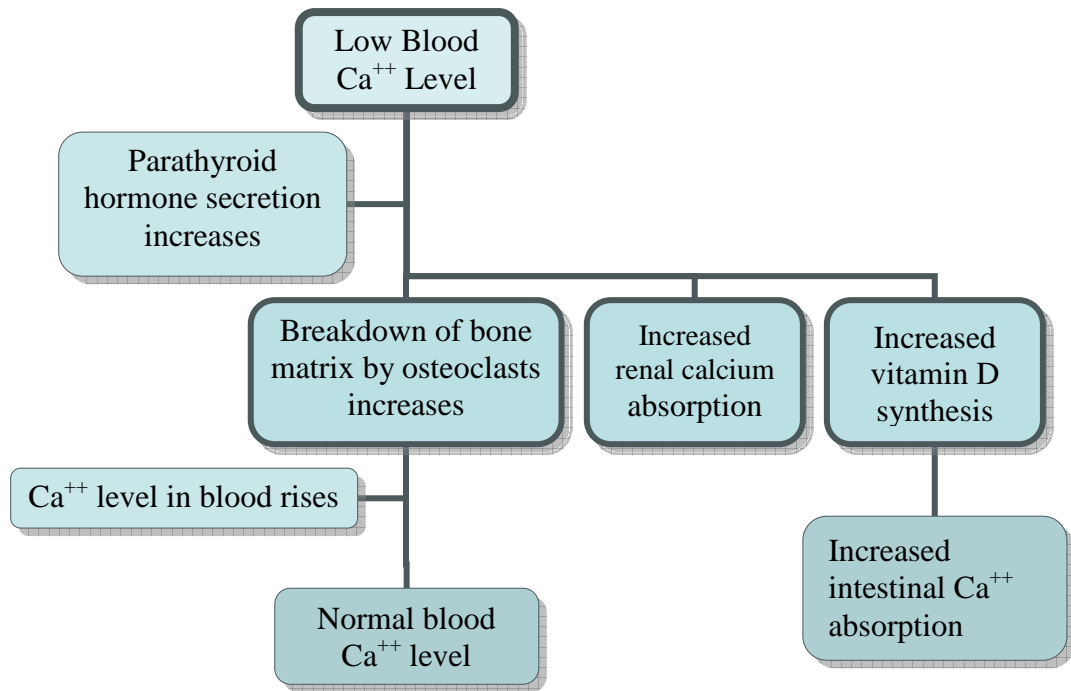 Low Blood
Ca⁺⁺ Level
Parathyroid
hormone secretion
increases
Breakdown of bone
matrix by osteoclasts
increases
Increased
renal calcium
absorption
Increased
vitamin D
synthesis
Ca⁺⁺ level in blood rises
Increased
intestinal Ca⁺⁺
absorption
Normal blood
Ca⁺⁺ level